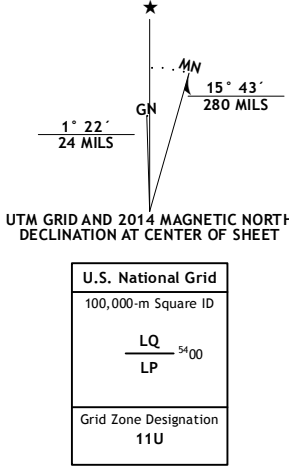 ★
MN
GN
15° 43´
280 MILS
1° 22´
24 MILS
UTM GRID AND 2014 MAGNETIC NORTH
DECLINATION AT CENTER OF SHEET
U.S. National Grid
100,000-m Square ID
LQ
5400
LP
Grid Zone Designation
11U